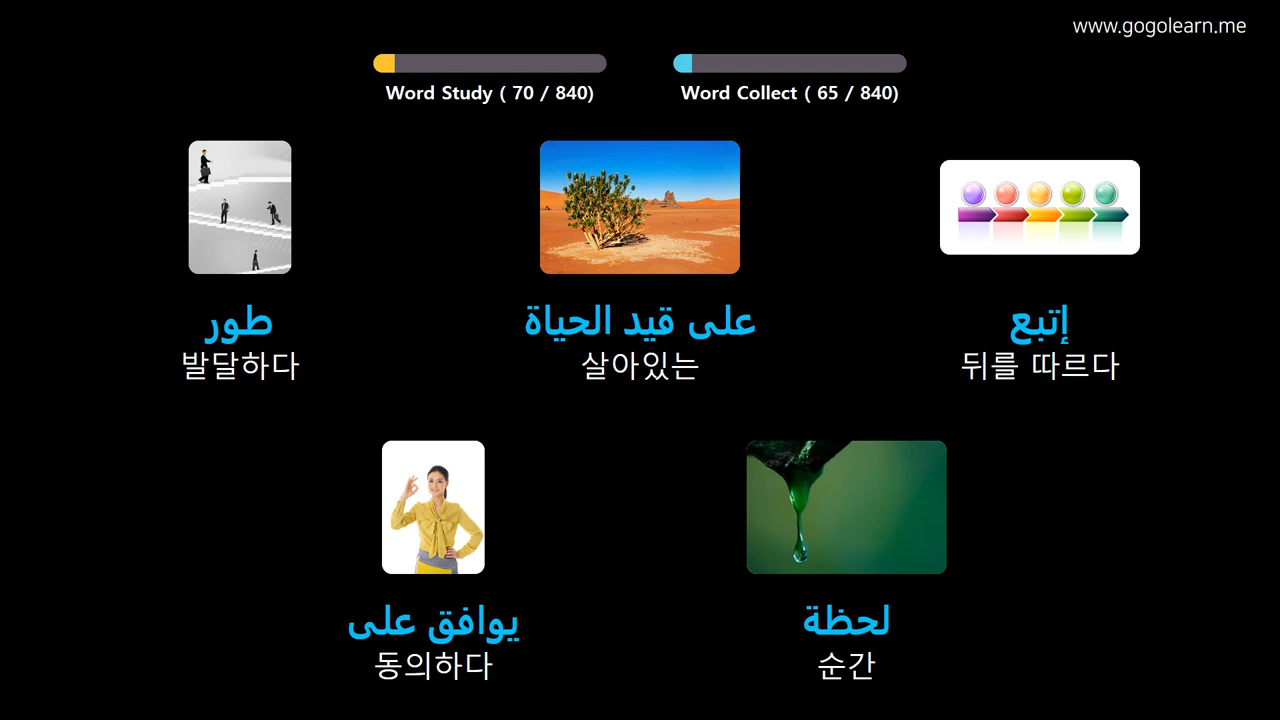 www.gogolearn.me
Word Study ( 70 / 840)
Word Collect ( 65 / 840)
طور
발달하다
على قيد الحياة
살아있는
إتبع
뒤를 따르다
يوافق على
동의하다
لحظة
순간